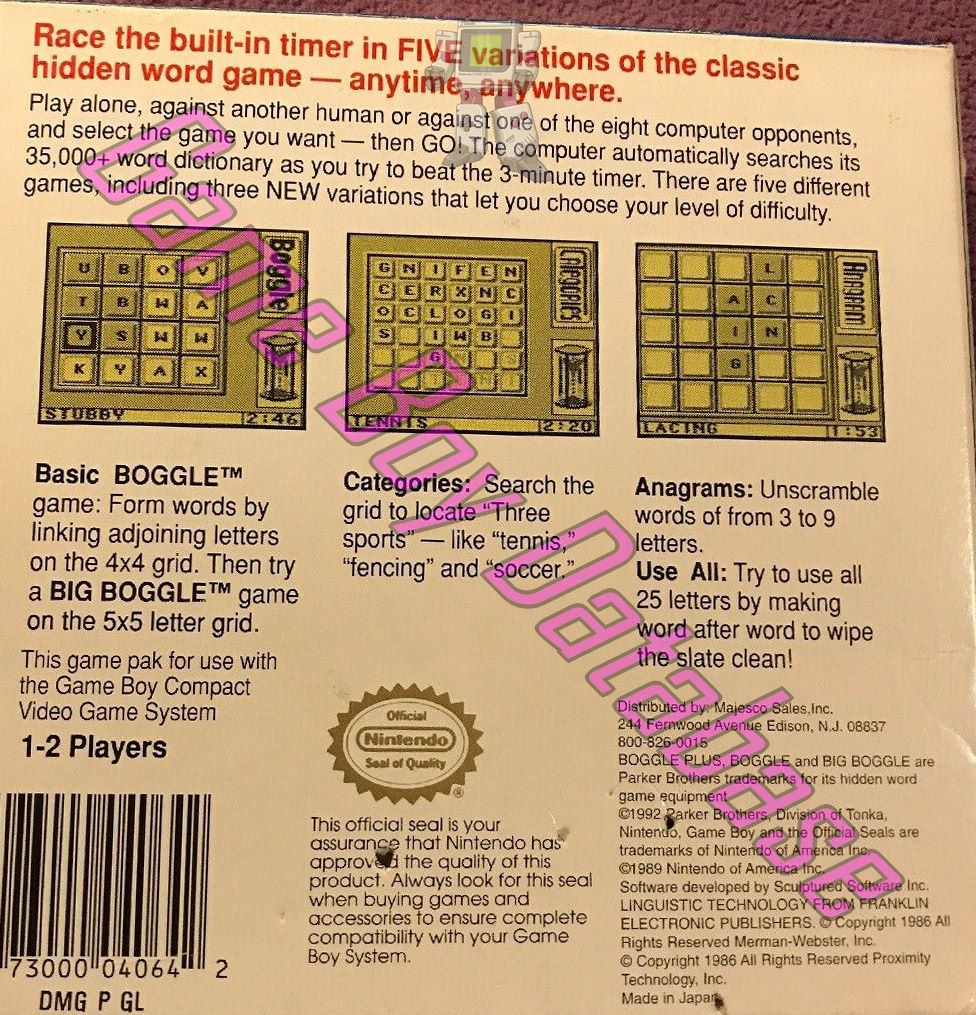 Race the built-in timer in FIVE variations of the classic
hidden word game — anytime, anywhere.
Play alone, against another human or against one of the eight computer opponents,
and select the game you want — then GO! The computer automatically searches its
35,000+ word dictionary as you try to beat the 3-minute timer. There are five different
games, including three NEW variations that let you choose your level of difficulty.
U B O V
T B W A
Y S W W
K Y A X
Boggle
STUBBY 2:46
G N I F E N
C E R X N C
O C L O G I
S I W B S
G
TENNIS 2:20
L
A C
I N
G
Anagram
LACING 1:53
Basic BOGGLE™
game: Form words by
linking adjoining letters
on the 4x4 grid. Then try
a BIG BOGGLE™ game
on the 5x5 letter grid.
This game pak for use with
the Game Boy Compact
Video Game System
1-2 Players
Categories: Search the
grid to locate “Three
sports” — like “tennis,”
“fencing” and “soccer.”
Anagrams: Unscramble
words of from 3 to 9
letters.
Use All: Try to use all
25 letters by making
word after word to wipe
the slate clean!
Official
Nintendo
Seal of Quality
®
This official seal is your
assurance that Nintendo has
approved the quality of this
product. Always look for this seal
when buying games and
accessories to ensure complete
compatibility with your Game
Boy System.
Distributed by: Majesco Sales,Inc.
244 Fernwood Avenue Edison, N.J. 08837
800-826-0015
BOGGLE PLUS, BOGGLE and BIG BOGGLE are
Parker Brothers trademarks for its hidden word
game equipment
©1992 Parker Brothers, Division of Tonka,
Nintendo, Game Boy and the Official Seals are
trademarks of Nintendo of America Inc.
©1989 Nintendo of America Inc.
Software developed by Sculptured Software Inc.
LINGUISTIC TECHNOLOGY FROM FRANKLIN
ELECTRONIC PUBLISHERS. © Copyright 1986 All
Rights Reserved Merman-Webster, Inc.
© Copyright 1986 All Rights Reserved Proximity
Technology, Inc.
Made in Japan
73000 04064 2
DMG P GL
Game Boy Database